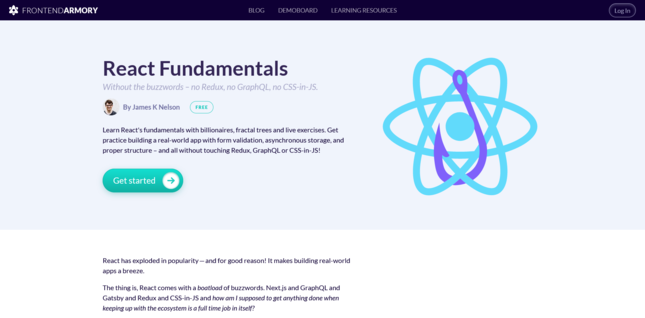 FRONTENDARMORY
BLOG
DEMOBOARD
LEARNING RESOURCES
Log In
React Fundamentals
Without the buzzwords – no Redux, no GraphQL, no CSS-in-JS.
By James K Nelson
FREE
Learn React's fundamentals with billionaires, fractal trees and live exercises. Get
practice building a real-world app with form validation, asynchronous storage, and
proper structure – and all without touching Redux, GraphQL or CSS-in-JS!
Get started
React has exploded in popularity — and for good reason! It makes building real-world
apps a breeze.
The thing is, React comes with a boatload of buzzwords. Next.js and GraphQL and
Gatsby and Redux and CSS-in-JS and how am I supposed to get anything done when
keeping up with the ecosystem is a full time job in itself?